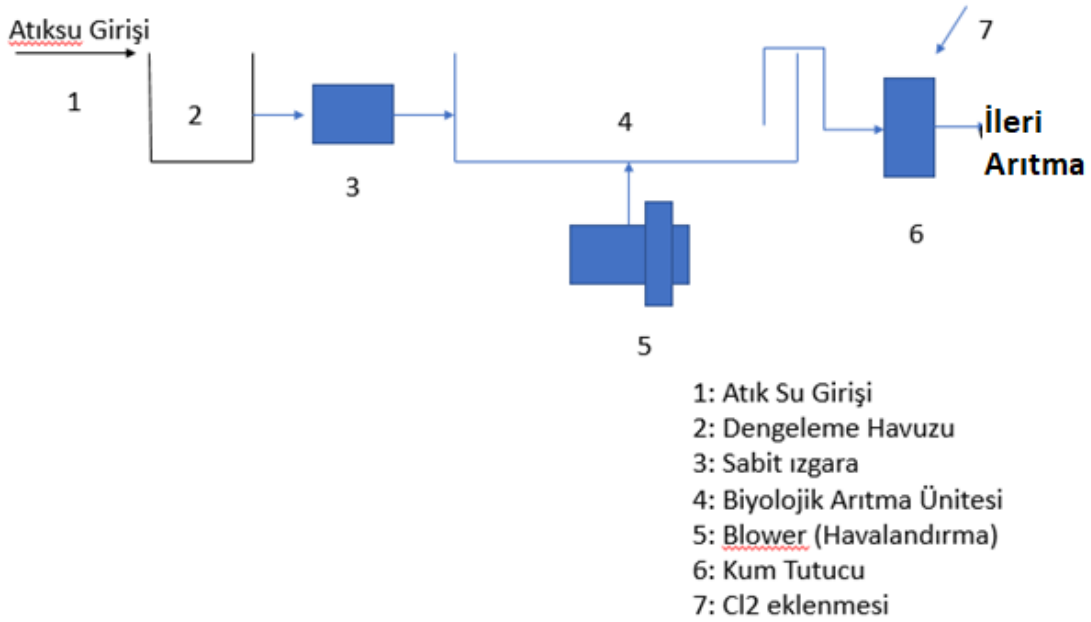 Atıksu Girişi
1
2
3
4
5
6
7
İleri
Arıtma
1: Atık Su Girişi
2: Dengeleme Havuzu
3: Sabit ızgara
4: Biyolojik Arıtma Ünitesi
5: Blower (Havalandırma)
6: Kum Tutucu
7: Cl2 eklenmesi